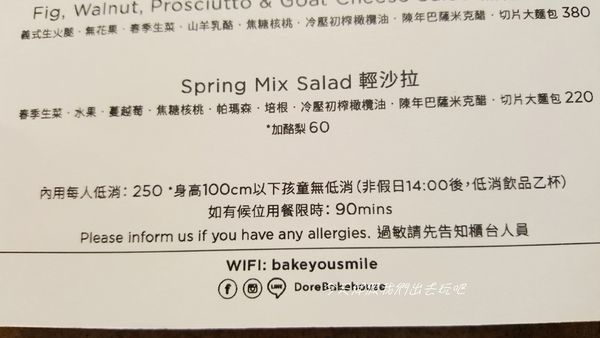 Fig, Walnut, Prosciutto & Goat Cheese
義式生火腿．無花果．春季生菜．山羊乳酪．焦糖核桃．冷壓初榨橄欖油．陳年巴薩米克醋．切片大麵包 380
Spring Mix Salad 輕沙拉
春季生菜．水果．蔓越莓．焦糖核桃．帕瑪森．培根．冷壓初榨橄欖油．陳年巴薩米克醋．切片大麵包 220
*加酪梨 60
內用每人低消：250 *身高100cm以下孩童無低消（非假日14:00後，低消飲品乙杯）
如有候位用餐限時：90mins
Please inform us if you have any allergies. 過敏請先告知櫃台人員
WIFI: bakeyousmile
LINE DoreBakehouse
我們出去玩吧